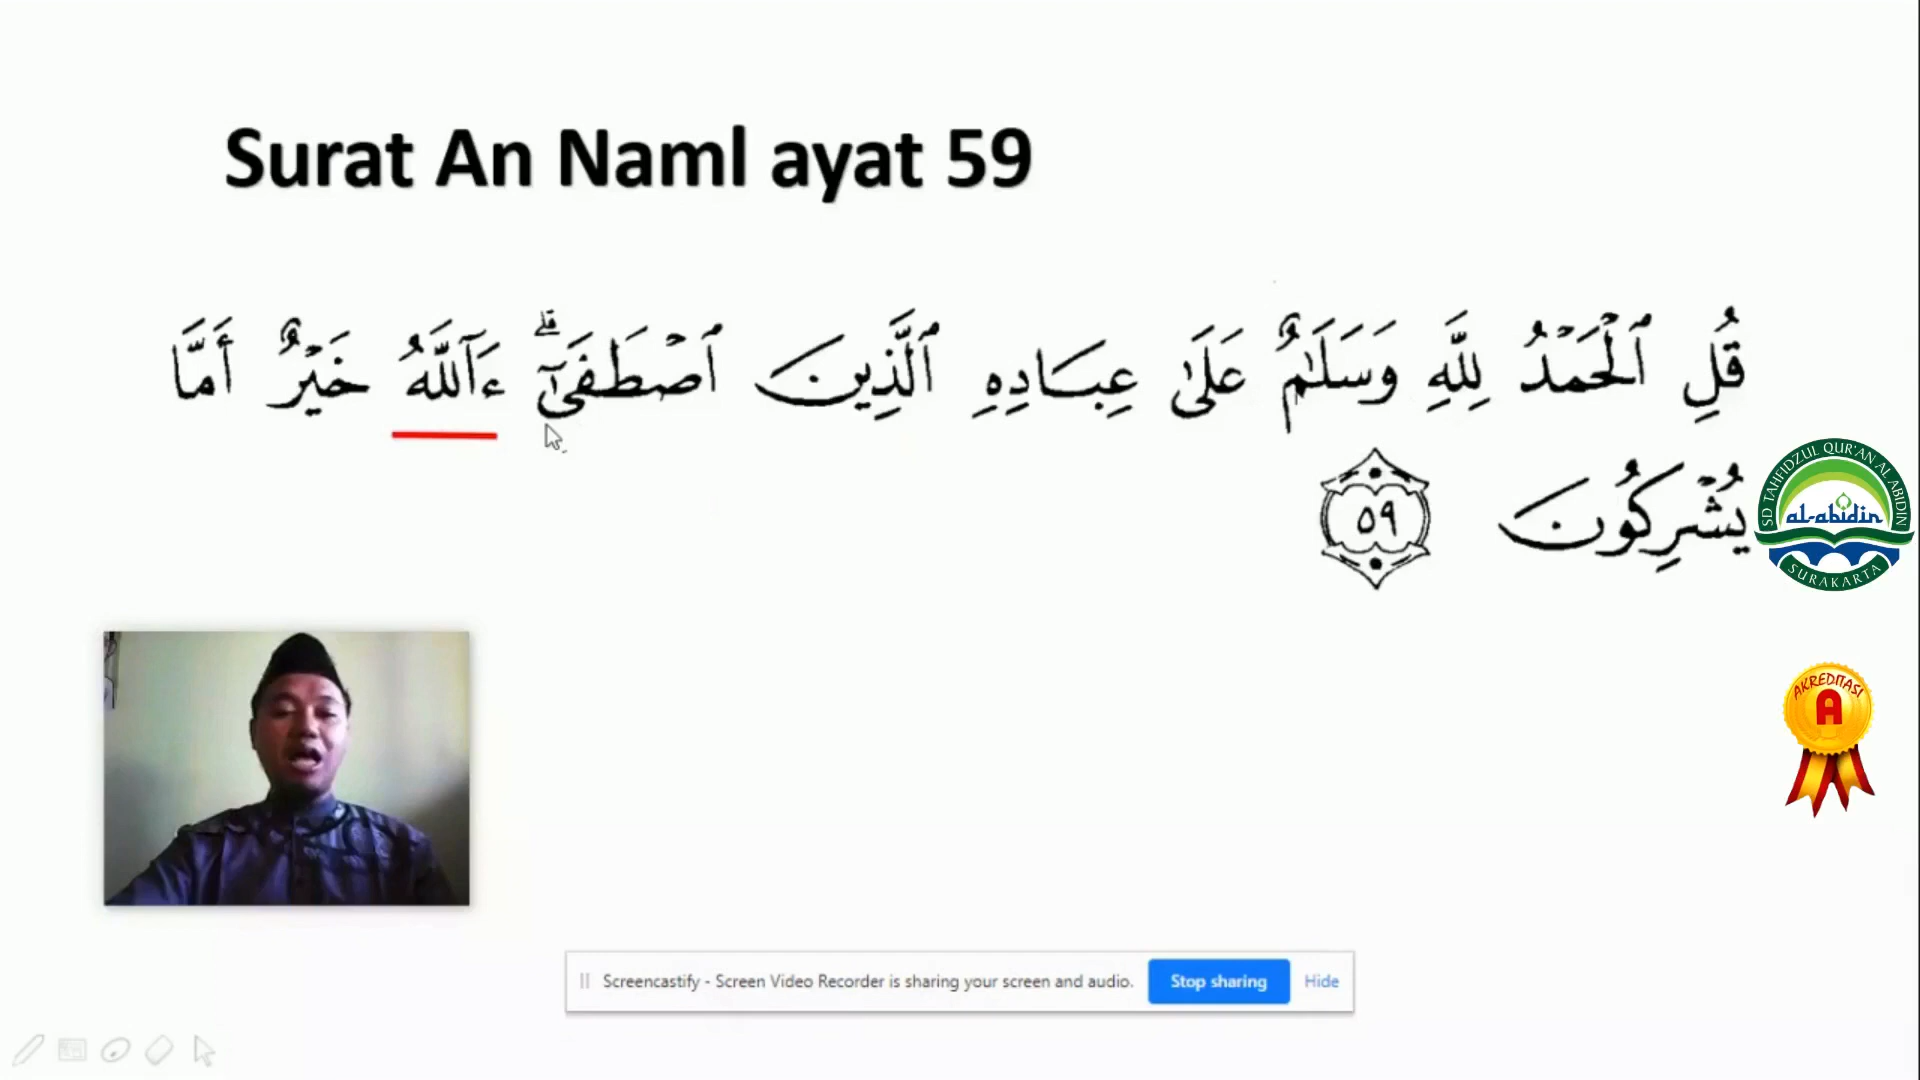 Surat An Naml ayat 59
قُلِ ٱلْحَمْدُ لِلَّهِ وَسَلَـٰمٌ عَلَىٰ عِبَادِهِ ٱلَّذِينَ ٱصْطَفَىٰٓ ۗ ءَآللَّهُ خَيْرٌ أَمَّا
يُشْرِكُونَ ٥٩
SD TAHFIDZUL QUR'AN AL ABIDIN
al-abidin
SURAKARTA
AKREDITASI
A
Screencastify - Screen Video Recorder is sharing your screen and audio. Stop sharing Hide